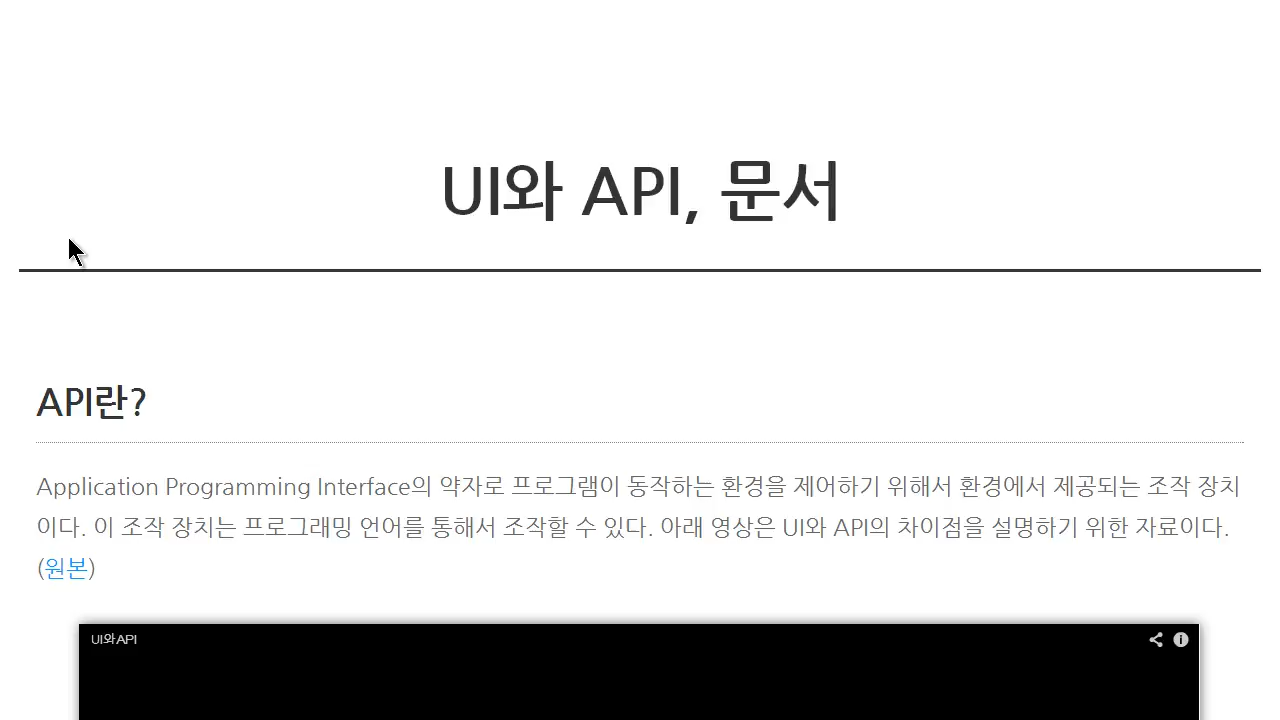 UI와 API, 문서
API란?
Application Programming Interface의 약자로 프로그램이 동작하는 환경을 제어하기 위해서 환경에서 제공되는 조작 장치
이다. 이 조작 장치는 프로그래밍 언어를 통해서 조작할 수 있다. 아래 영상은 UI와 API의 차이점을 설명하기 위한 자료이다.
(원본)
UI와 API